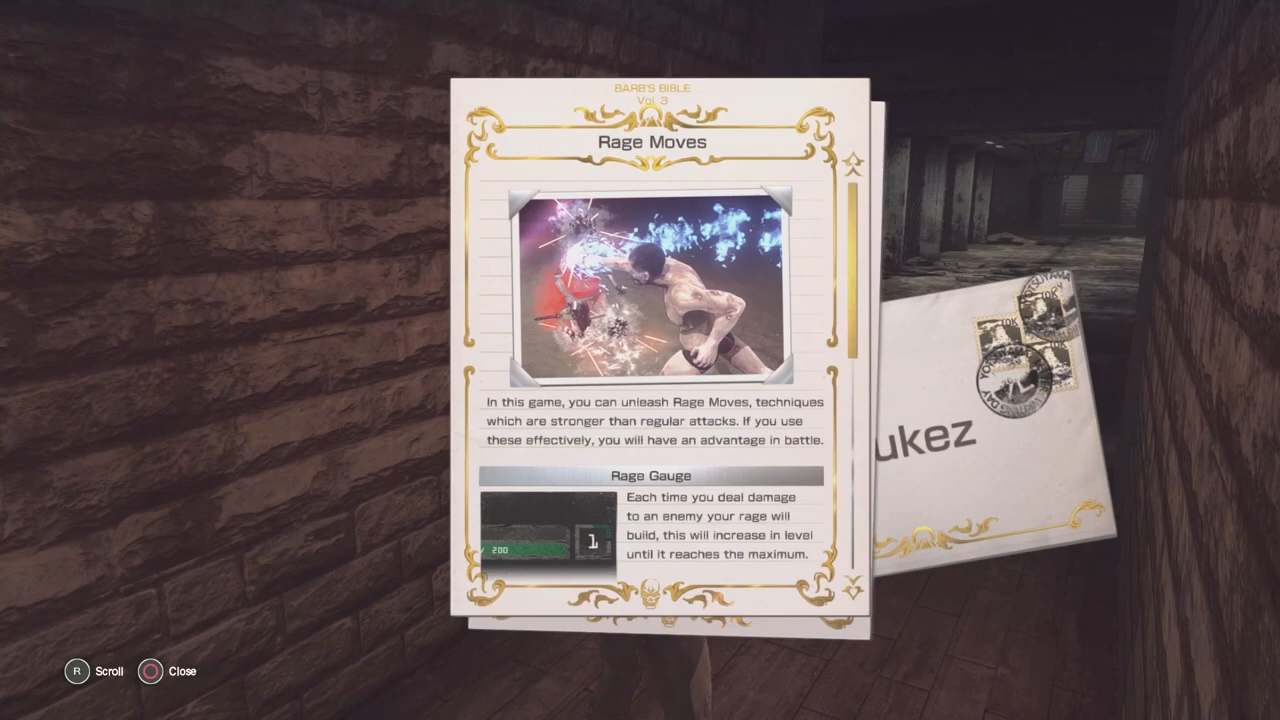 BARB'S BIBLE
Vol. 3
Rage Moves
In this game, you can unleash Rage Moves, techniques
which are stronger than regular attacks. If you use
these effectively, you will have an advantage in battle.
Rage Gauge
200
1
Each time you deal damage
to an enemy your rage will
build, this will increase in level
until it reaches the maximum.
ukez
R Scroll Close